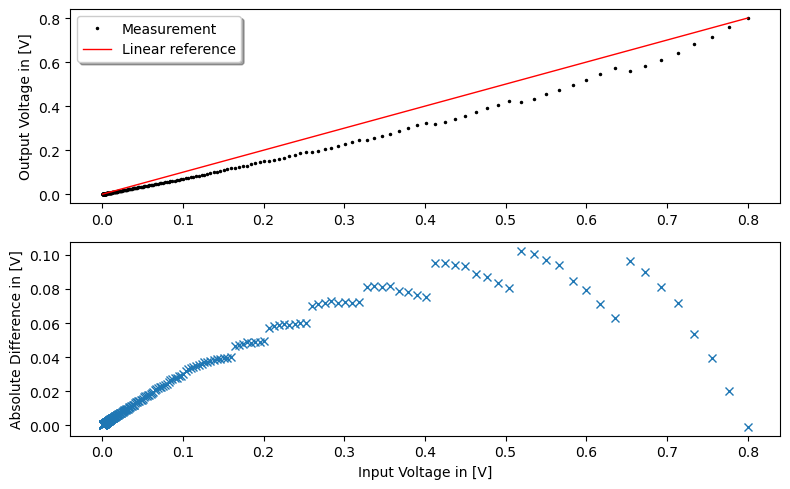 Output Voltage in [V]
0.8
0.6
0.4
0.2
0.0
Measurement
Linear reference
0.0 0.1 0.2 0.3 0.4 0.5 0.6 0.7 0.8
Absolute Difference in [V]
0.10
0.08
0.06
0.04
0.02
0.00
0.0 0.1 0.2 0.3 0.4 0.5 0.6 0.7 0.8
Input Voltage in [V]